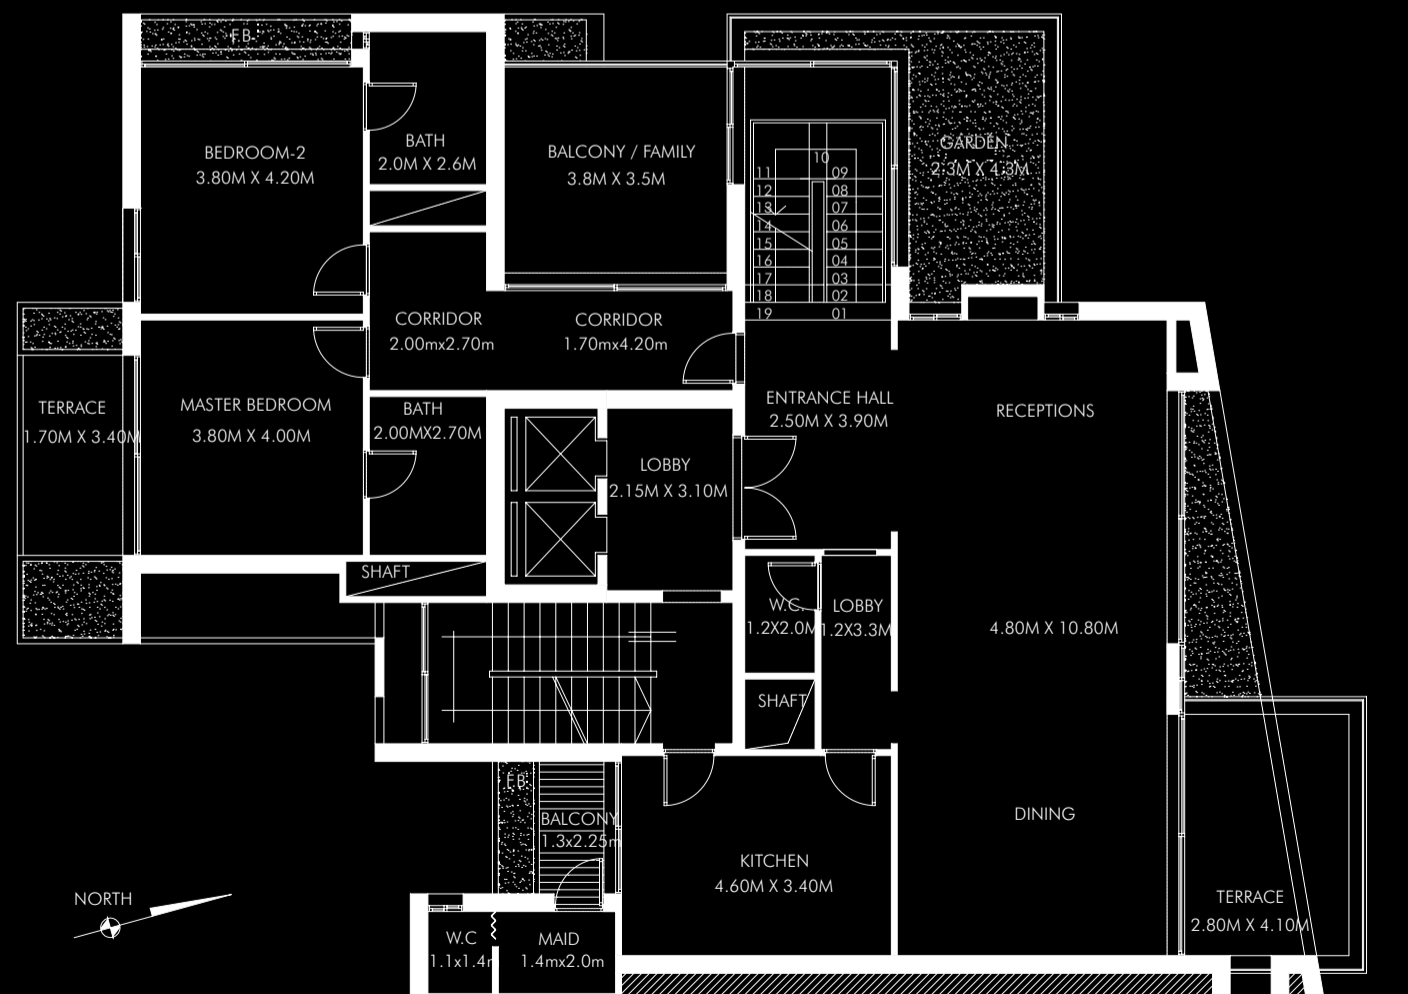 F.B.
BATH
2.0M X 2.6M
BEDROOM-2
3.80M X 4.20M
BALCONY / FAMILY
3.8M X 3.5M
GARDEN
2.3M X 4.3M
10
11 09
12 08
13 07
14 06
15 05
16 04
17 03
18 02
19 01
CORRIDOR
2.00mx2.70m
CORRIDOR
1.70mx4.20m
TERRACE
1.70M X 3.40M
MASTER BEDROOM
3.80M X 4.00M
BATH
2.00MX2.70M
ENTRANCE HALL
2.50M X 3.90M
RECEPTIONS
LOBBY
2.15M X 3.10M
SHAFT
W.C.
1.2X2.0M
LOBBY
1.2X3.3M
4.80M X 10.80M
SHAFT
F.B.
BALCONY
1.3x2.25m
DINING
KITCHEN
4.60M X 3.40M
NORTH
TERRACE
2.80M X 4.10M
W.C
1.1x1.4m
MAID
1.4mx2.0m